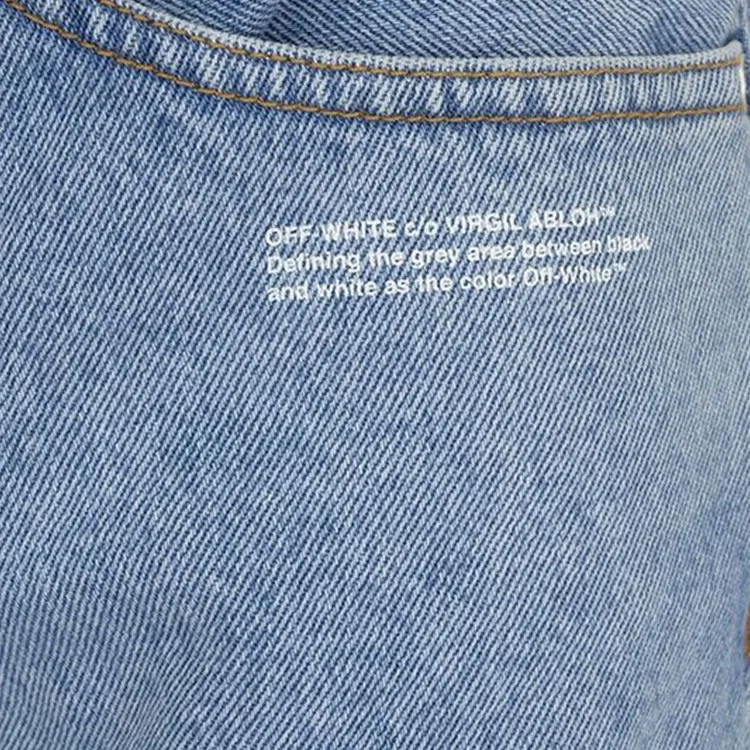 OFF-WHITE c/o VIRGIL ABLOH™
Defining the grey area between black
and white as the color Off-White™